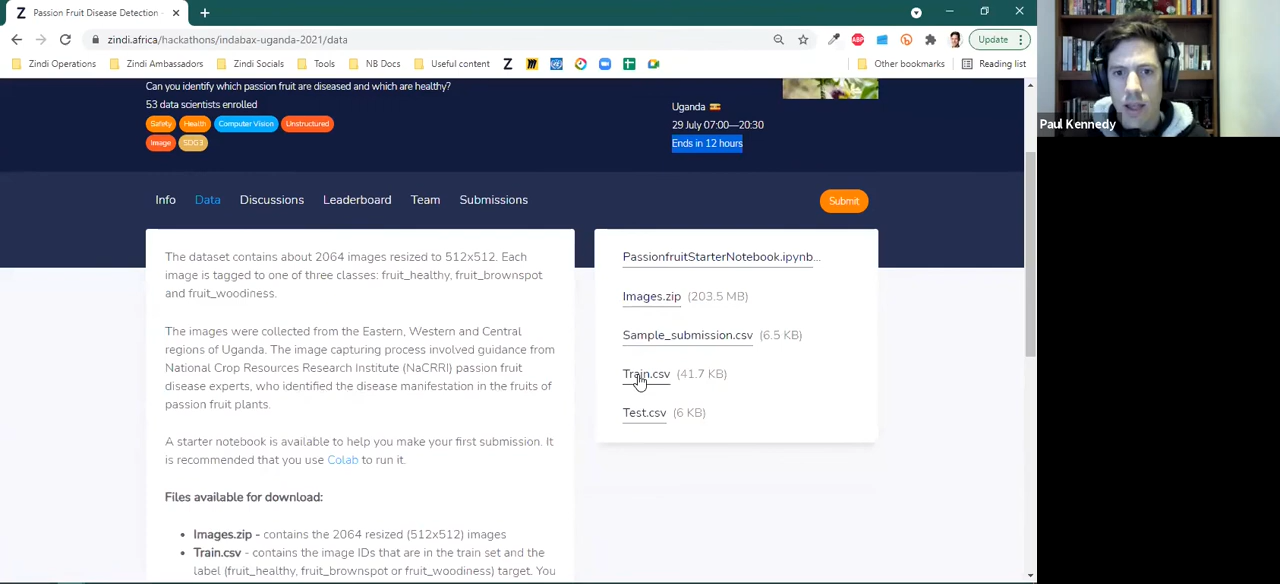 Passion Fruit Disease Detection -
zindi.africa/hackathons/indabax-uganda-2021/data
ABP
Update
Zindi Operations
Zindi Ambassadors
Zindi Socials
Tools
NB Docs
Useful content
Other bookmarks
Reading list
Can you identify which passion fruit are diseased and which are healthy?
53 data scientists enrolled
Safety Health Computer Vision Unstructured
Image SDG3
Uganda
29 July 07:00—20:30
Ends in 12 hours
Paul Kennedy
Info Data Discussions Leaderboard Team Submissions
Submit
The dataset contains about 2064 images resized to 512x512. Each
image is tagged to one of three classes: fruit_healthy, fruit_brownspot
and fruit_woodiness.
The images were collected from the Eastern, Western and Central
regions of Uganda. The image capturing process involved guidance from
National Crop Resources Research Institute (NaCRRI) passion fruit
disease experts, who identified the disease manifestation in the fruits of
passion fruit plants.
A starter notebook is available to help you make your first submission. It
is recommended that you use Colab to run it.
Files available for download:
• Images.zip - contains the 2064 resized (512x512) images
• Train.csv - contains the image IDs that are in the train set and the
label (fruit_healthy, fruit_brownspot or fruit_woodiness) target. You
PassionfruitStarterNotebook.ipynb...
Images.zip (203.5 MB)
Sample_submission.csv (6.5 KB)
Train.csv (41.7 KB)
Test.csv (6 KB)